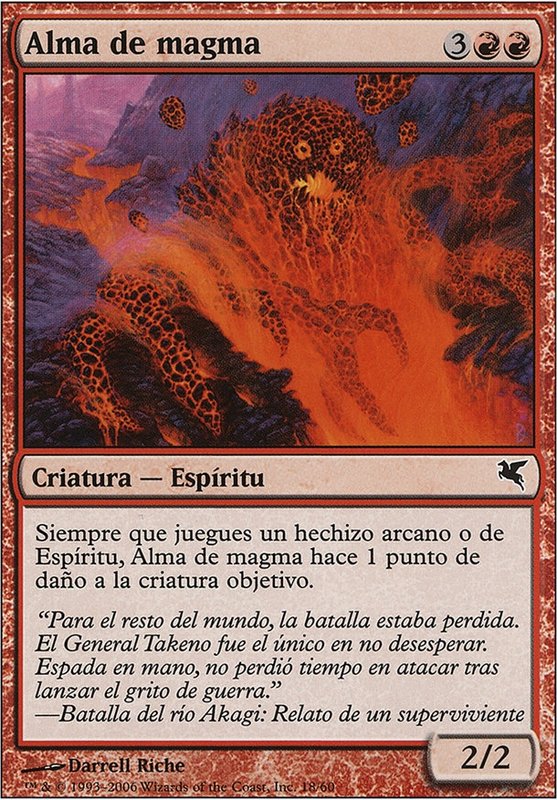 Alma de magma 3
Criatura — Espíritu
Siempre que juegues un hechizo arcano o de
Espíritu, Alma de magma hace 1 punto de
daño a la criatura objetivo.
“Para el resto del mundo, la batalla estaba perdida.
El General Takeno fue el único en no desesperar.
Espada en mano, no perdió tiempo en atacar tras
lanzar el grito de guerra.”
—Batalla del río Akagi: Relato de un superviviente
Darrell Riche
2/2
™ & © 1993–2006 Wizards of the Coast, Inc. 18/60